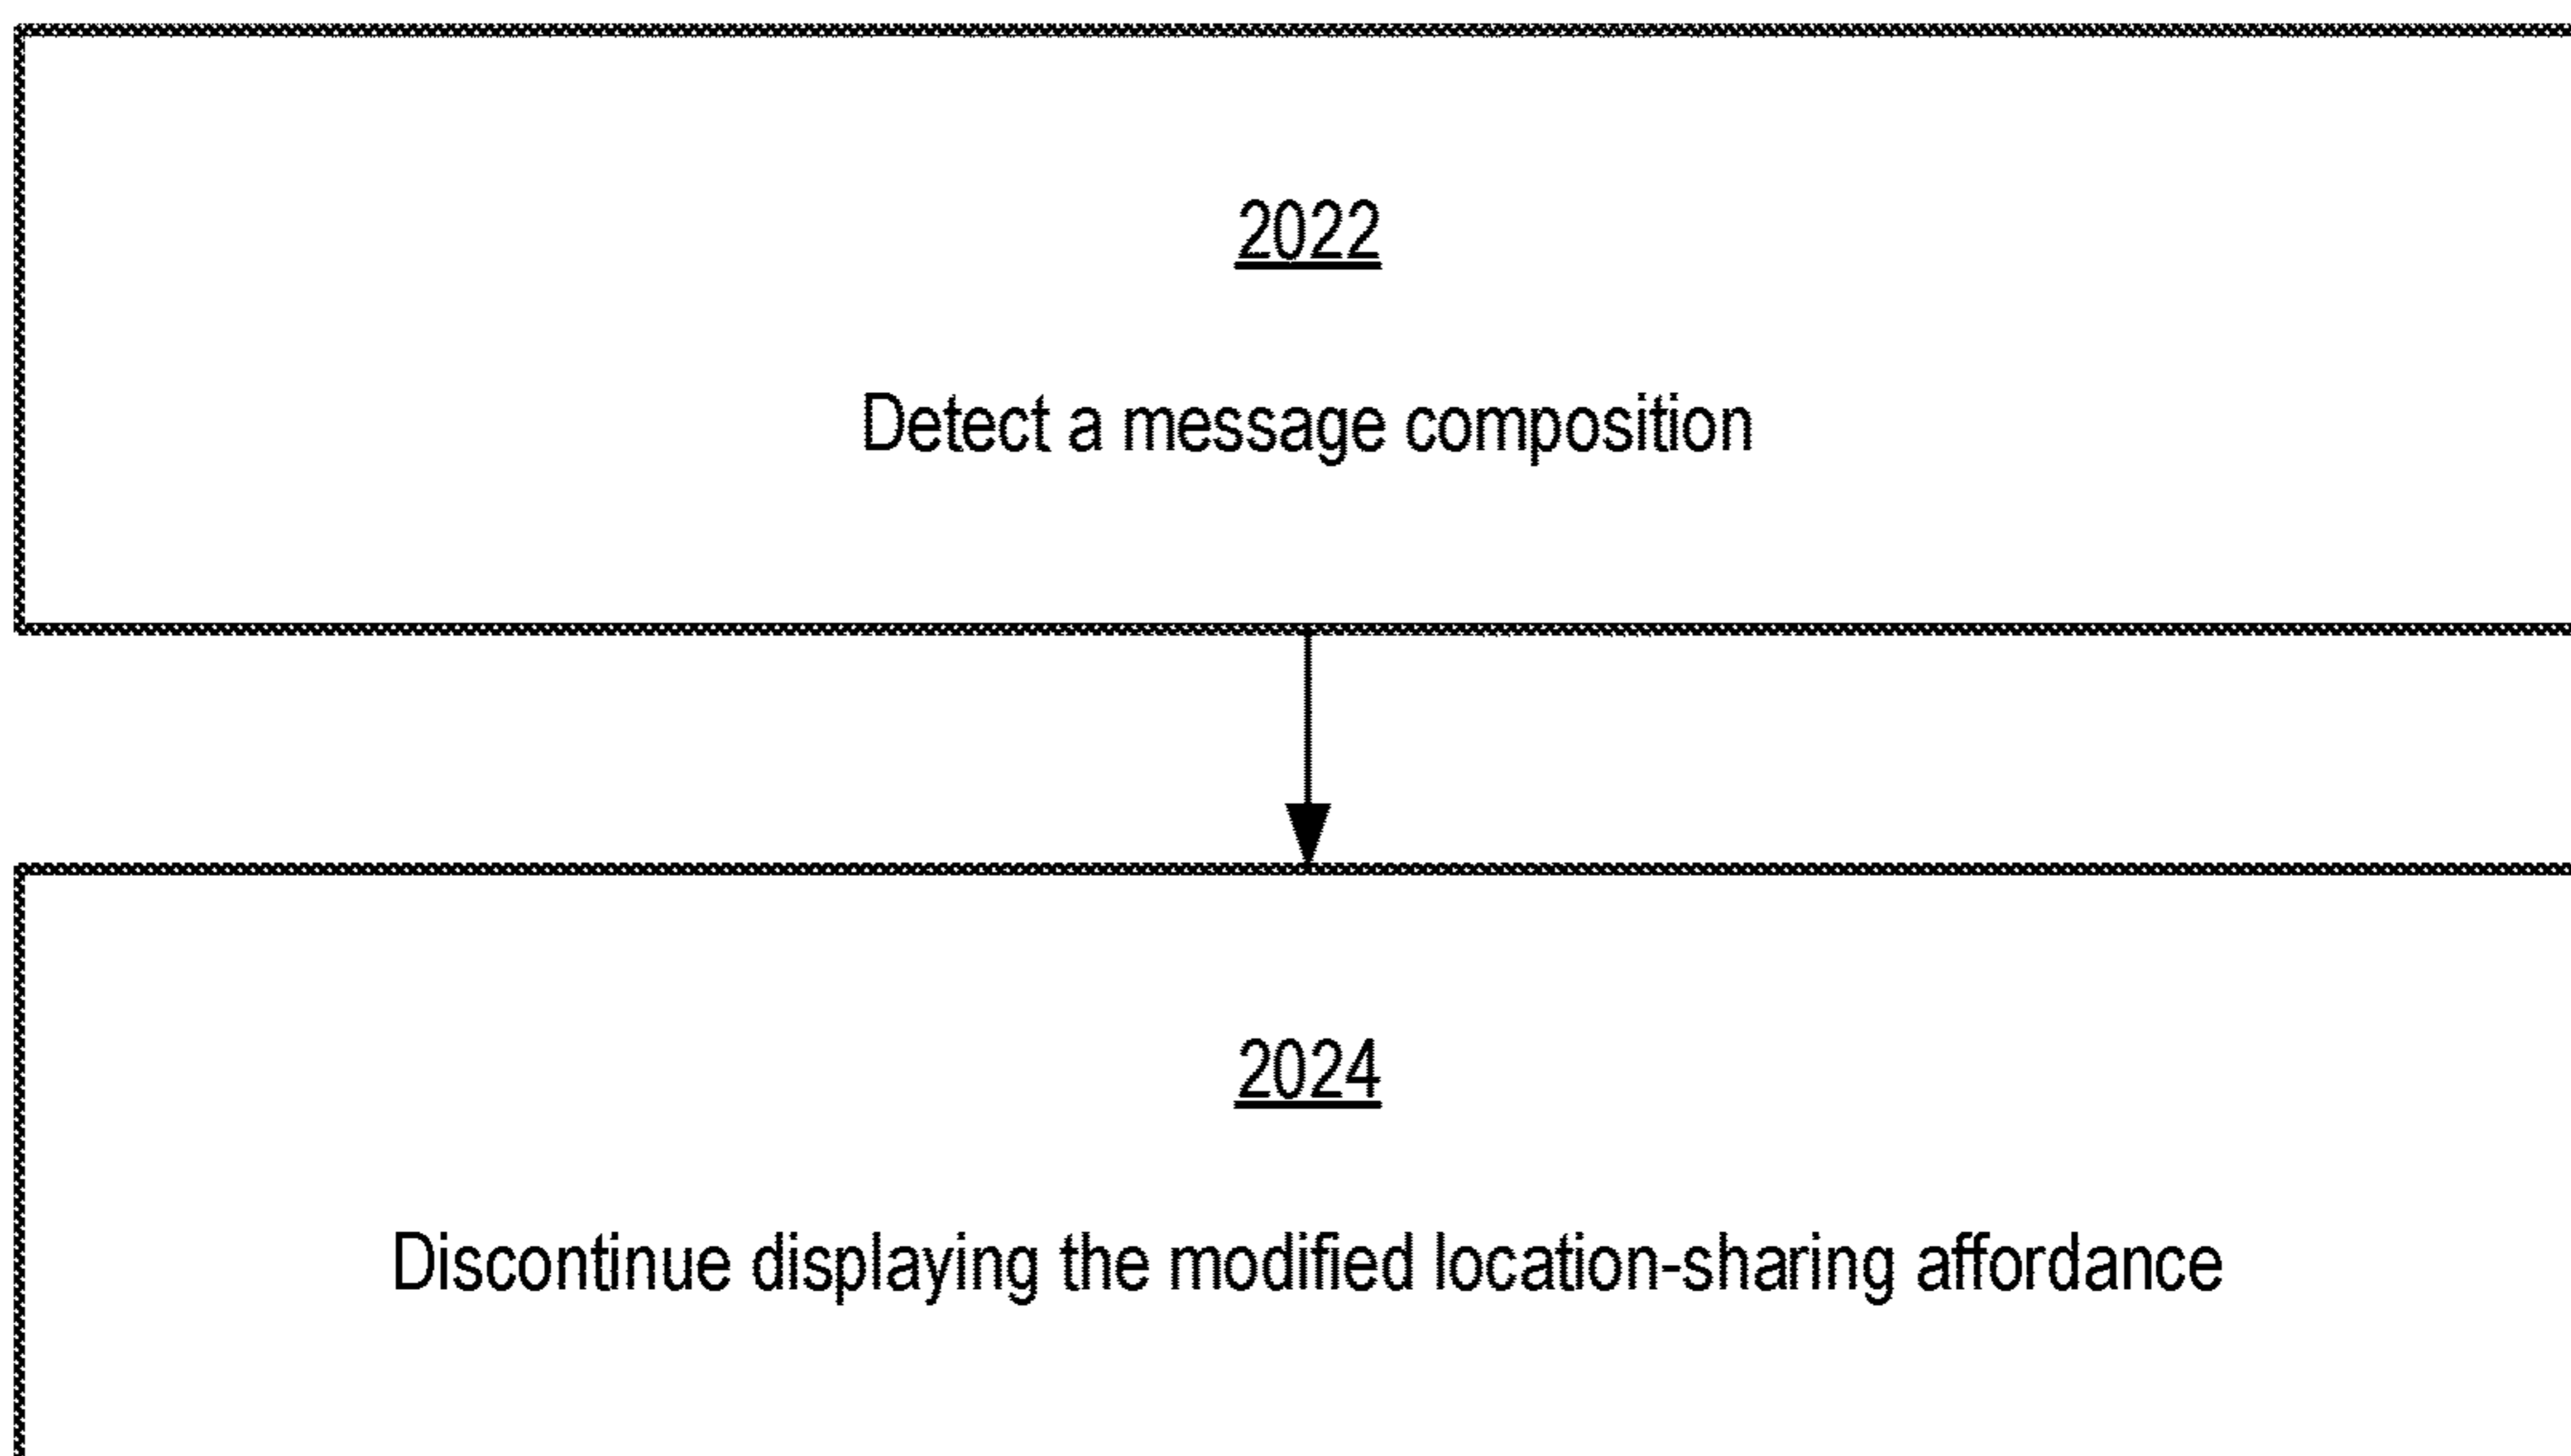 2022
Detect a message composition
2024
Discontinue displaying the modified location-sharing affordance